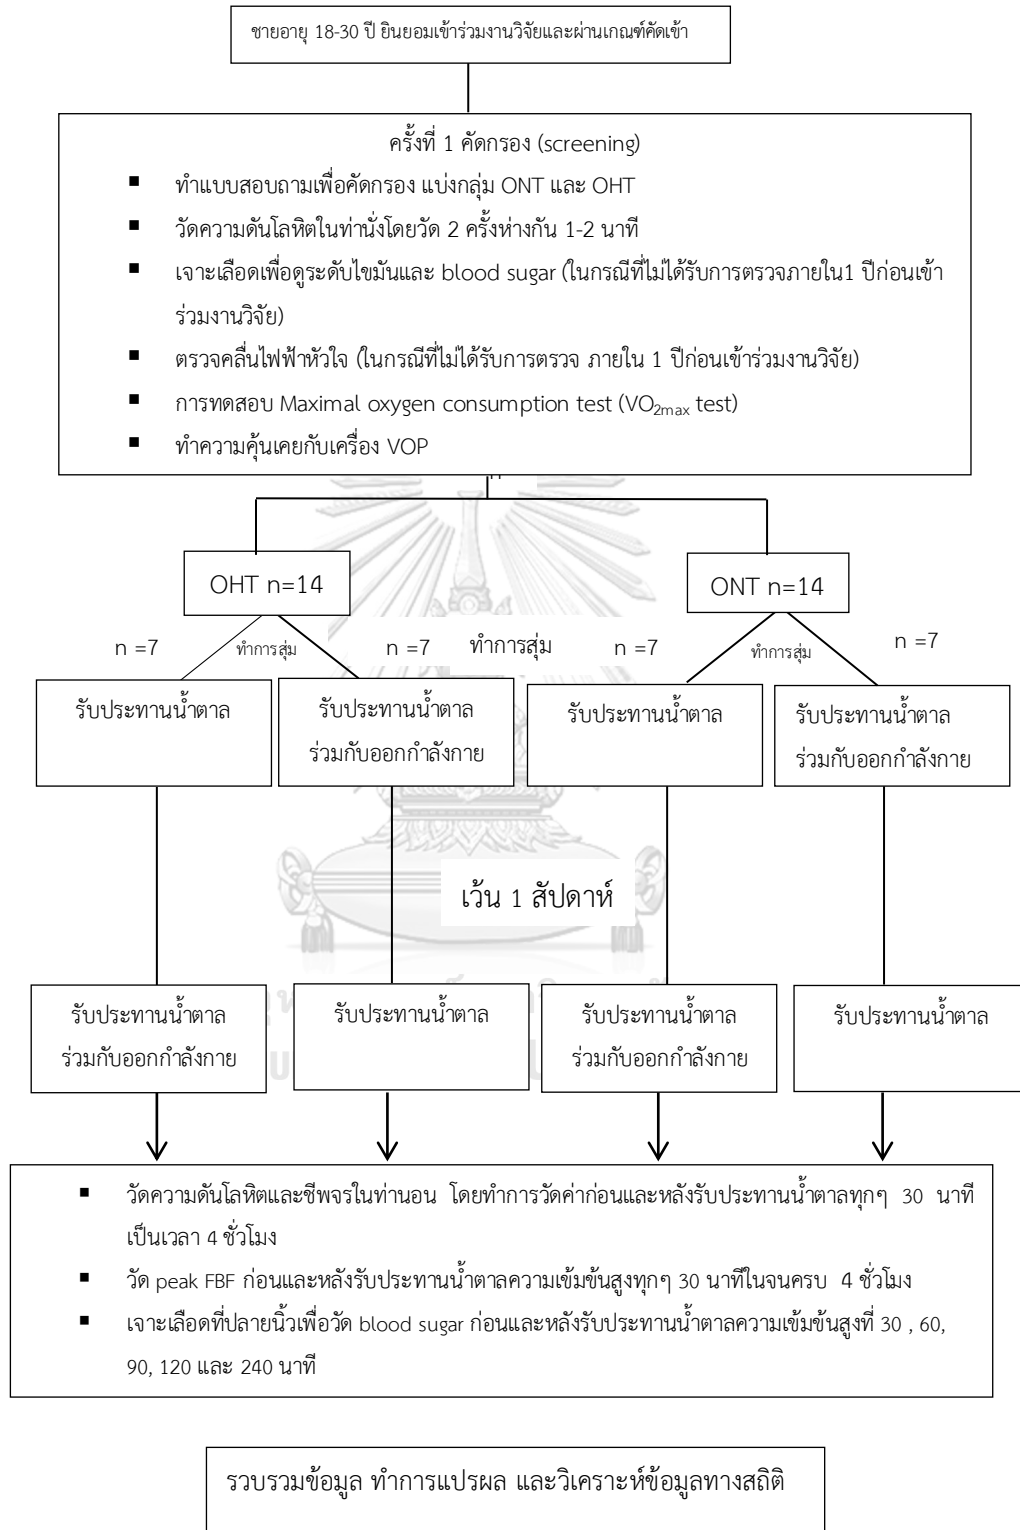 ชายอายุ 18-30 ปี ยินยอมเข้าร่วมงานวิจัยและผ่านเกณฑ์คัดเข้า
ครั้งที่ 1 คัดกรอง (screening)
▪ ทำแบบสอบถามเพื่อคัดกรอง แบ่งกลุ่ม ONT และ OHT
▪ วัดความดันโลหิตในท่านั่งโดยวัด 2 ครั้งห่างกัน 1-2 นาที
▪ เจาะเลือดเพื่อดูระดับไขมันและ blood sugar (ในกรณีที่ไม่ได้รับการตรวจภายใน1 ปีก่อนเข้า
ร่วมงานวิจัย)
▪ ตรวจคลื่นไฟฟ้าหัวใจ (ในกรณีที่ไม่ได้รับการตรวจ ภายใน 1 ปีก่อนเข้าร่วมงานวิจัย)
▪ การทดสอบ Maximal oxygen consumption test (VO2max test)
▪ ทำความคุ้นเคยกับเครื่อง VOP
OHT n=14
ONT n=14
n =7
ทำการสุ่ม
n =7
ทำการสุ่ม
n =7
ทำการสุ่ม
n =7
รับประทานน้ำตาล
รับประทานน้ำตาล
ร่วมกับออกกำลังกาย
รับประทานน้ำตาล
รับประทานน้ำตาล
ร่วมกับออกกำลังกาย
เว้น 1 สัปดาห์
รับประทานน้ำตาล
ร่วมกับออกกำลังกาย
รับประทานน้ำตาล
รับประทานน้ำตาล
ร่วมกับออกกำลังกาย
รับประทานน้ำตาล
▪ วัดความดันโลหิตและชีพจรในท่านอน โดยทำการวัดค่าก่อนและหลังรับประทานน้ำตาลทุกๆ 30 นาที
เป็นเวลา 4 ชั่วโมง
▪ วัด peak FBF ก่อนและหลังรับประทานน้ำตาลความเข้มข้นสูงทุกๆ 30 นาทีในจนครบ 4 ชั่วโมง
▪ เจาะเลือดที่ปลายนิ้วเพื่อวัด blood sugar ก่อนและหลังรับประทานน้ำตาลความเข้มข้นสูงที่ 30 , 60,
90, 120 และ 240 นาที
รวบรวมข้อมูล ทำการแปรผล และวิเคราะห์ข้อมูลทางสถิติ